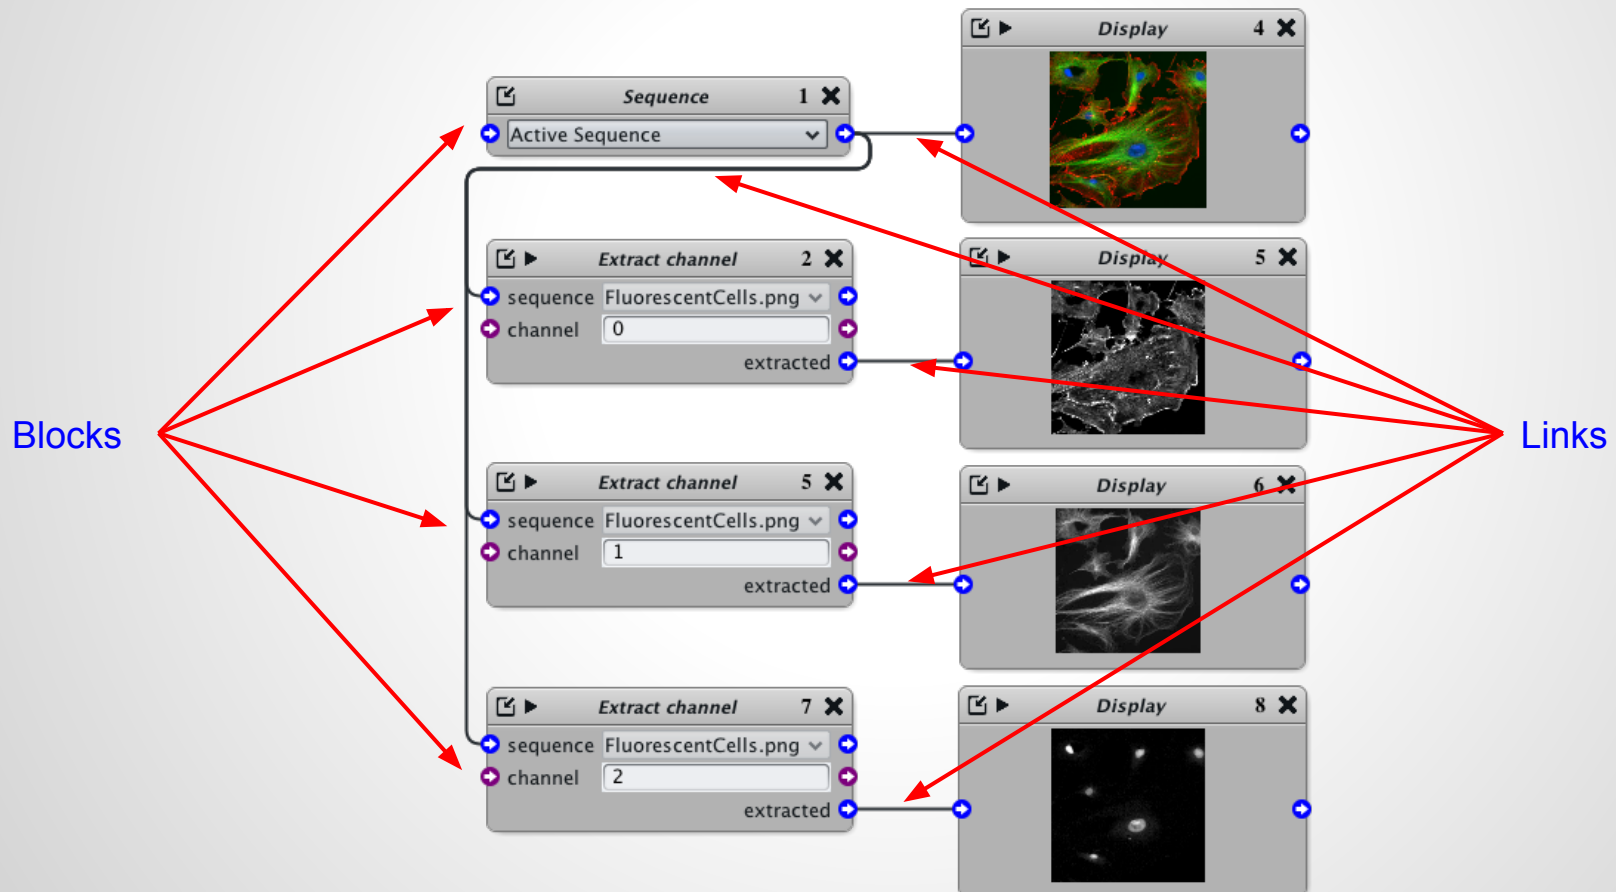 Display 4
Sequence 1
Active Sequence
Extract channel 2
sequence FluorescentCells.png
channel 0
extracted
Display 5
Blocks
Links
Extract channel 5
sequence FluorescentCells.png
channel 1
extracted
Display 6
Extract channel 7
sequence FluorescentCells.png
channel 2
extracted
Display 8